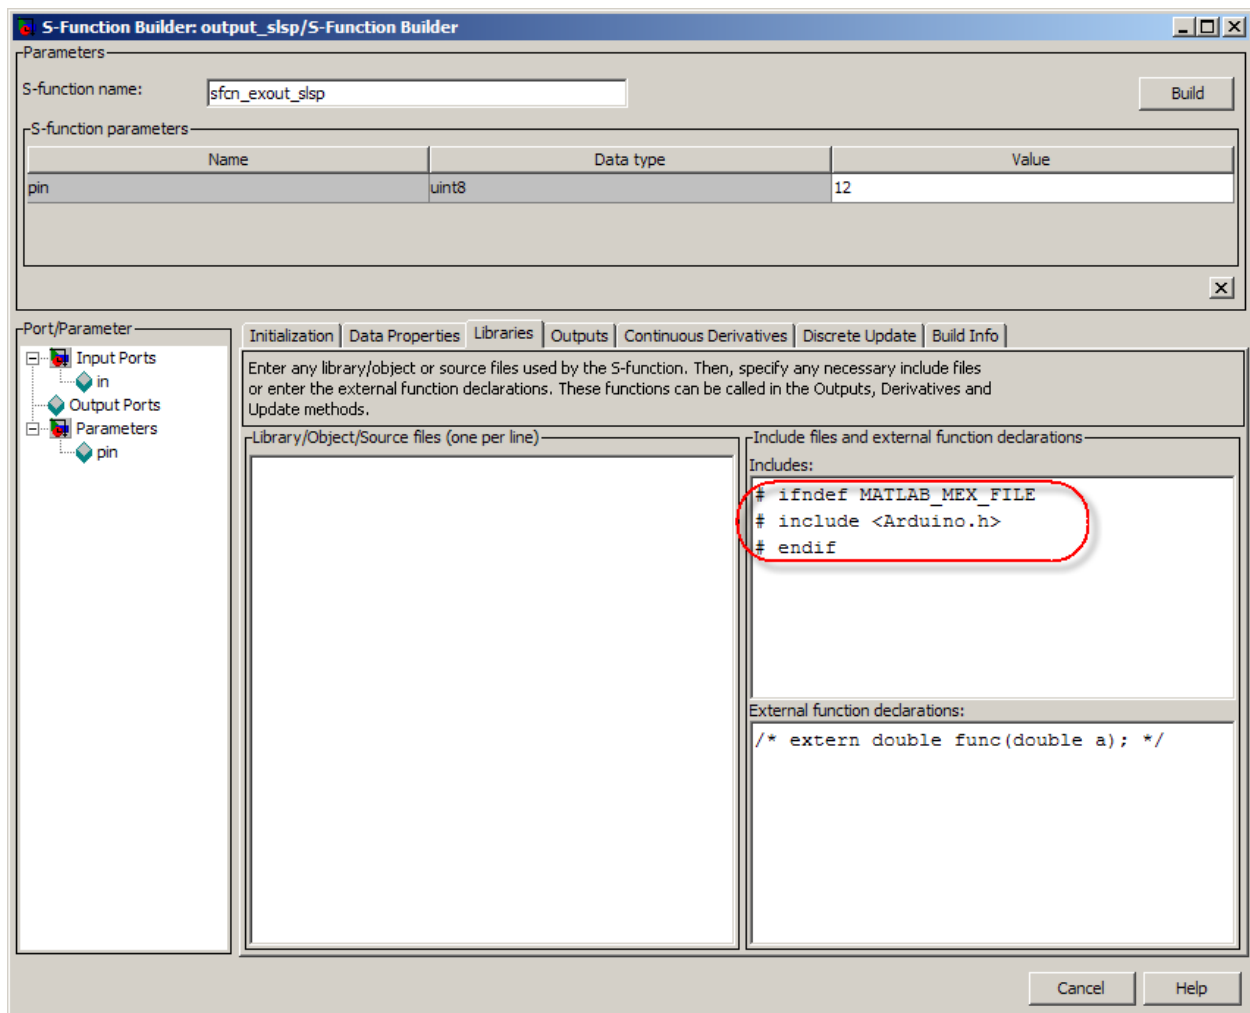 S-Function Builder: output_slsp/S-Function Builder
Parameters
S-function name: sfcn_exout_slsp Build
S-function parameters
Name Data type Value
pin uint8 12
Port/Parameter
Input Ports
in
Output Ports
Parameters
pin
Initialization Data Properties Libraries Outputs Continuous Derivatives Discrete Update Build Info
Enter any library/object or source files used by the S-function. Then, specify any necessary include files
or enter the external function declarations. These functions can be called in the Outputs, Derivatives and
Update methods.
Library/Object/Source files (one per line)
Include files and external function declarations
Includes:
# ifndef MATLAB_MEX_FILE
# include <Arduino.h>
# endif
External function declarations:
/* extern double func(double a); */
Cancel Help